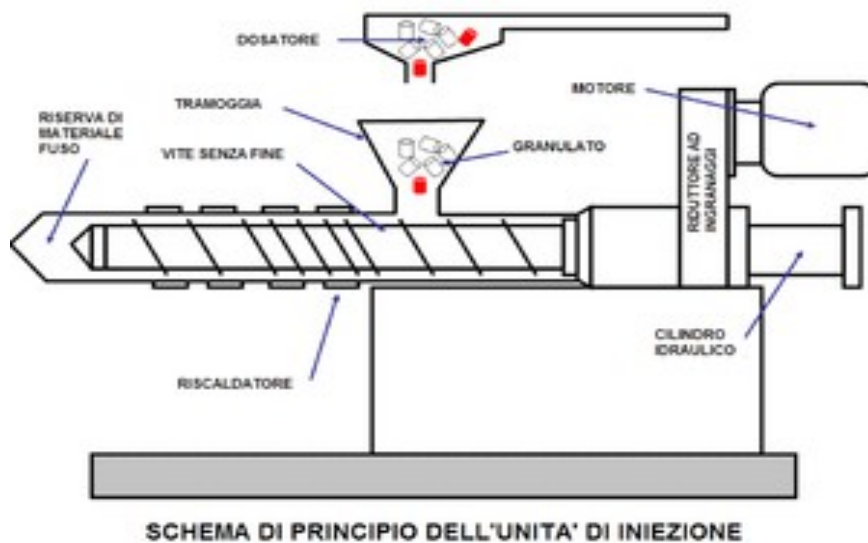 DOSATORE
MOTORE
TRAMOGGIA
RISERVA DI
MATERIALE
FUSO
VITE SENZA FINE
GRANULATO
RIDUTTORE AD
INGRANAGGI
CILINDRO
IDRAULICO
RISCALDATORE
SCHEMA DI PRINCIPIO DELL'UNITA' DI INIEZIONE